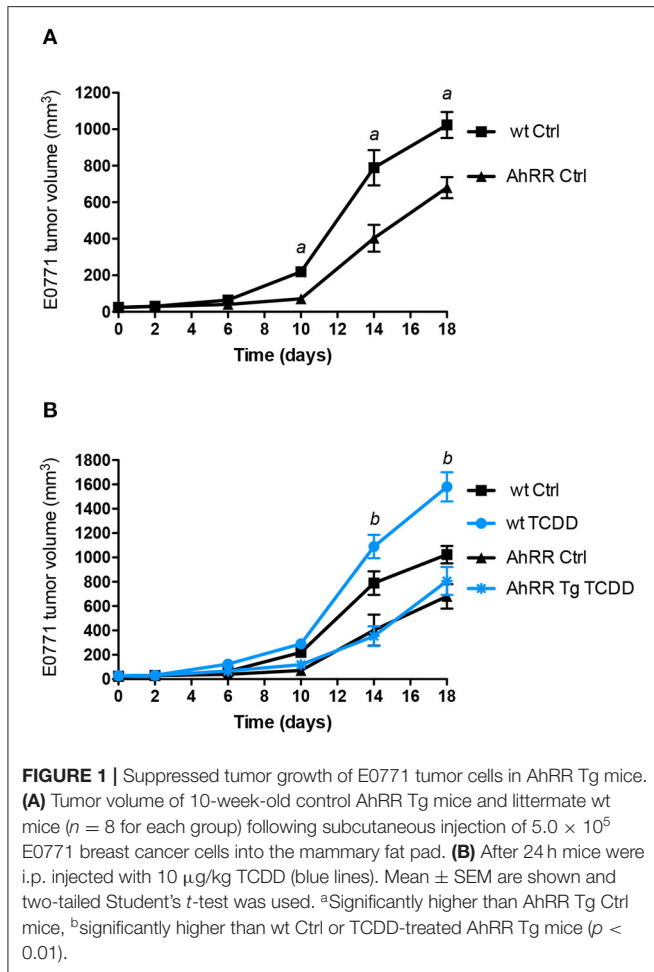 A
E0771 tumor volume (mm³)
1200
1000
800
600
400
200
0
a
a
a
wt Ctrl
AhRR Ctrl
0 2 4 6 8 10 12 14 16 18
Time (days)
B
E0771 tumor volume (mm³)
1800
1600
1400
1200
1000
800
600
400
200
0
b
b
wt Ctrl
wt TCDD
AhRR Ctrl
AhRR Tg TCDD
0 2 4 6 8 10 12 14 16 18
Time (days)
FIGURE 1 | Suppressed tumor growth of E0771 tumor cells in AhRR Tg mice.
(A) Tumor volume of 10-week-old control AhRR Tg mice and littermate wt
mice (n = 8 for each group) following subcutaneous injection of 5.0 × 10⁵
E0771 breast cancer cells into the mammary fat pad. (B) After 24 h mice were
i.p. injected with 10 μg/kg TCDD (blue lines). Mean ± SEM are shown and
two-tailed Student's t-test was used. ᵃSignificantly higher than AhRR Tg Ctrl
mice, ᵇsignificantly higher than wt Ctrl or TCDD-treated AhRR Tg mice (p <
0.01).